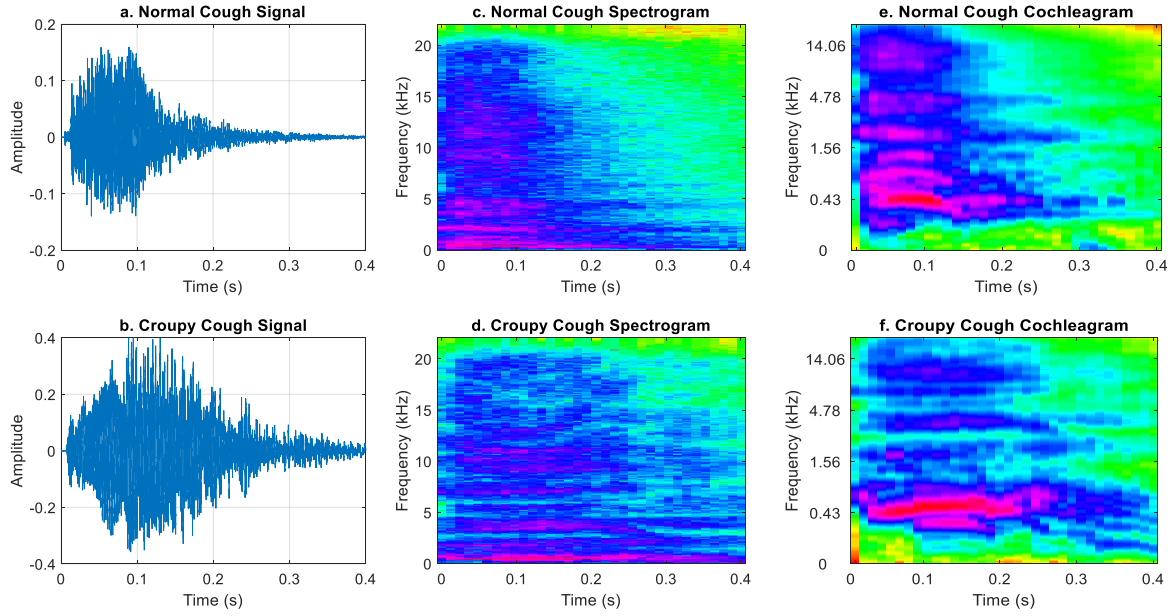 a. Normal Cough Signal
0.2
0.1
0
-0.1
-0.2
Amplitude
0 0.1 0.2 0.3 0.4
Time (s)
c. Normal Cough Spectrogram
20
15
10
5
0
Frequency (kHz)
0 0.1 0.2 0.3 0.4
Time (s)
e. Normal Cough Cochleagram
14.06
4.78
1.56
0.43
0
Frequency (kHz)
0 0.1 0.2 0.3 0.4
Time (s)
b. Croupy Cough Signal
0.4
0.2
0
-0.2
-0.4
Amplitude
0 0.1 0.2 0.3 0.4
Time (s)
d. Croupy Cough Spectrogram
20
15
10
5
0
Frequency (kHz)
0 0.1 0.2 0.3 0.4
Time (s)
f. Croupy Cough Cochleagram
14.06
4.78
1.56
0.43
0
Frequency (kHz)
0 0.1 0.2 0.3 0.4
Time (s)